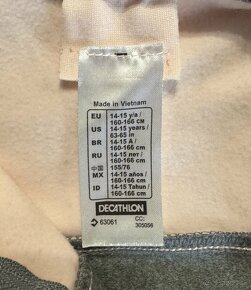 Made in Vietnam
EU 14-15 y/a / 160-166 CM
US 14-15 years / 63-65 in
BR 14-15 A / 160-166 cm
RU 14-15 лет / 160-166 cm
中国 155/76
MX 14-15 años / 160-166 cm
ID 14-15 Tahun / 160-166 cm
DECATHLON
63061
CC: 305056